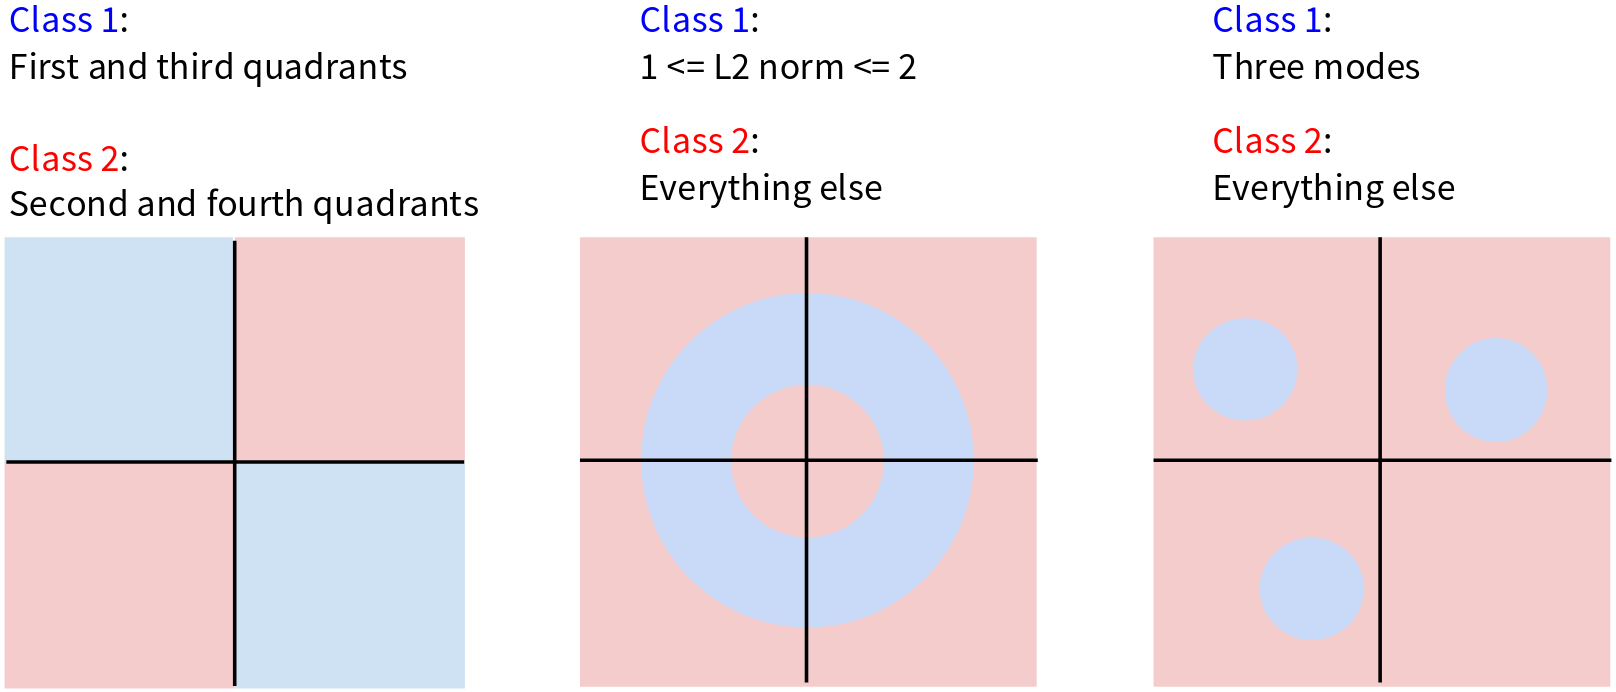 Class 1:
First and third quadrants
Class 2:
Second and fourth quadrants
Class 1:
1 <= L2 norm <= 2
Class 2:
Everything else
Class 1:
Three modes
Class 2:
Everything else